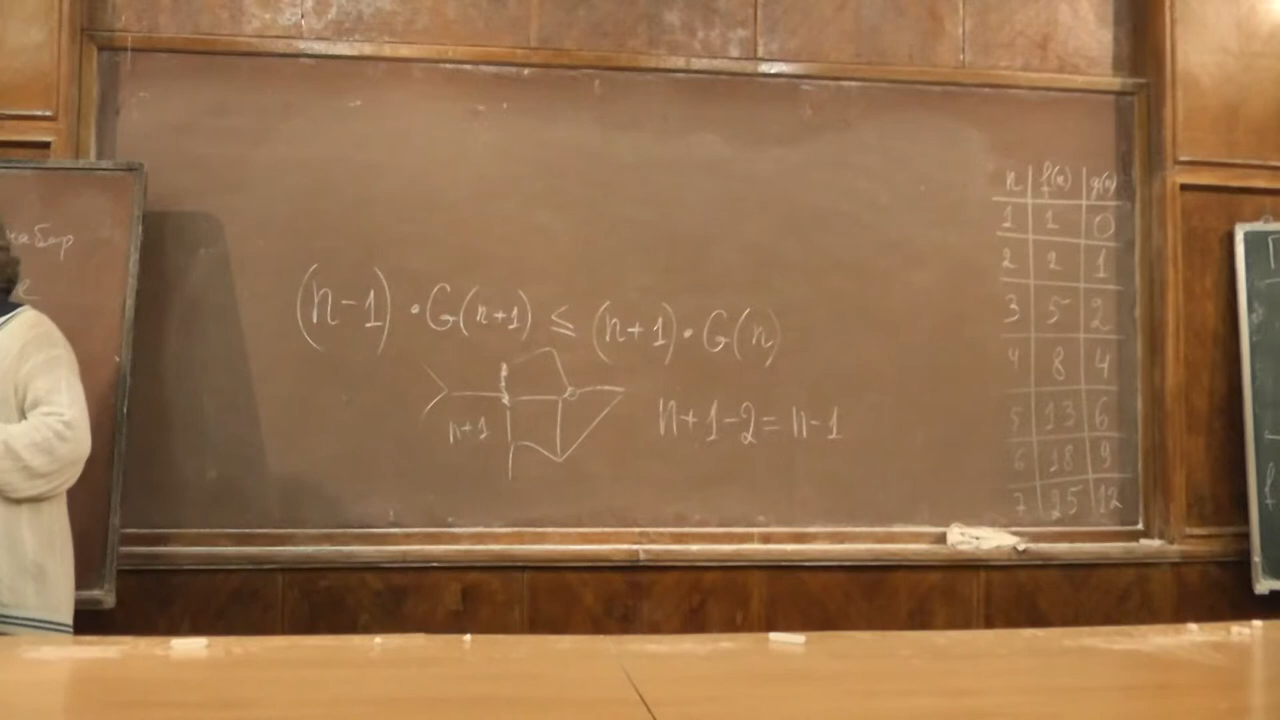 набор
(n-1) · G(n+1) ≤ (n+1) · G(n)
n+1
n+1-2= n-1
n f(n) g(n)
1 1 0
2 2 1
3 5 2
4 8 4
5 13 6
6 18 9
7 25 12